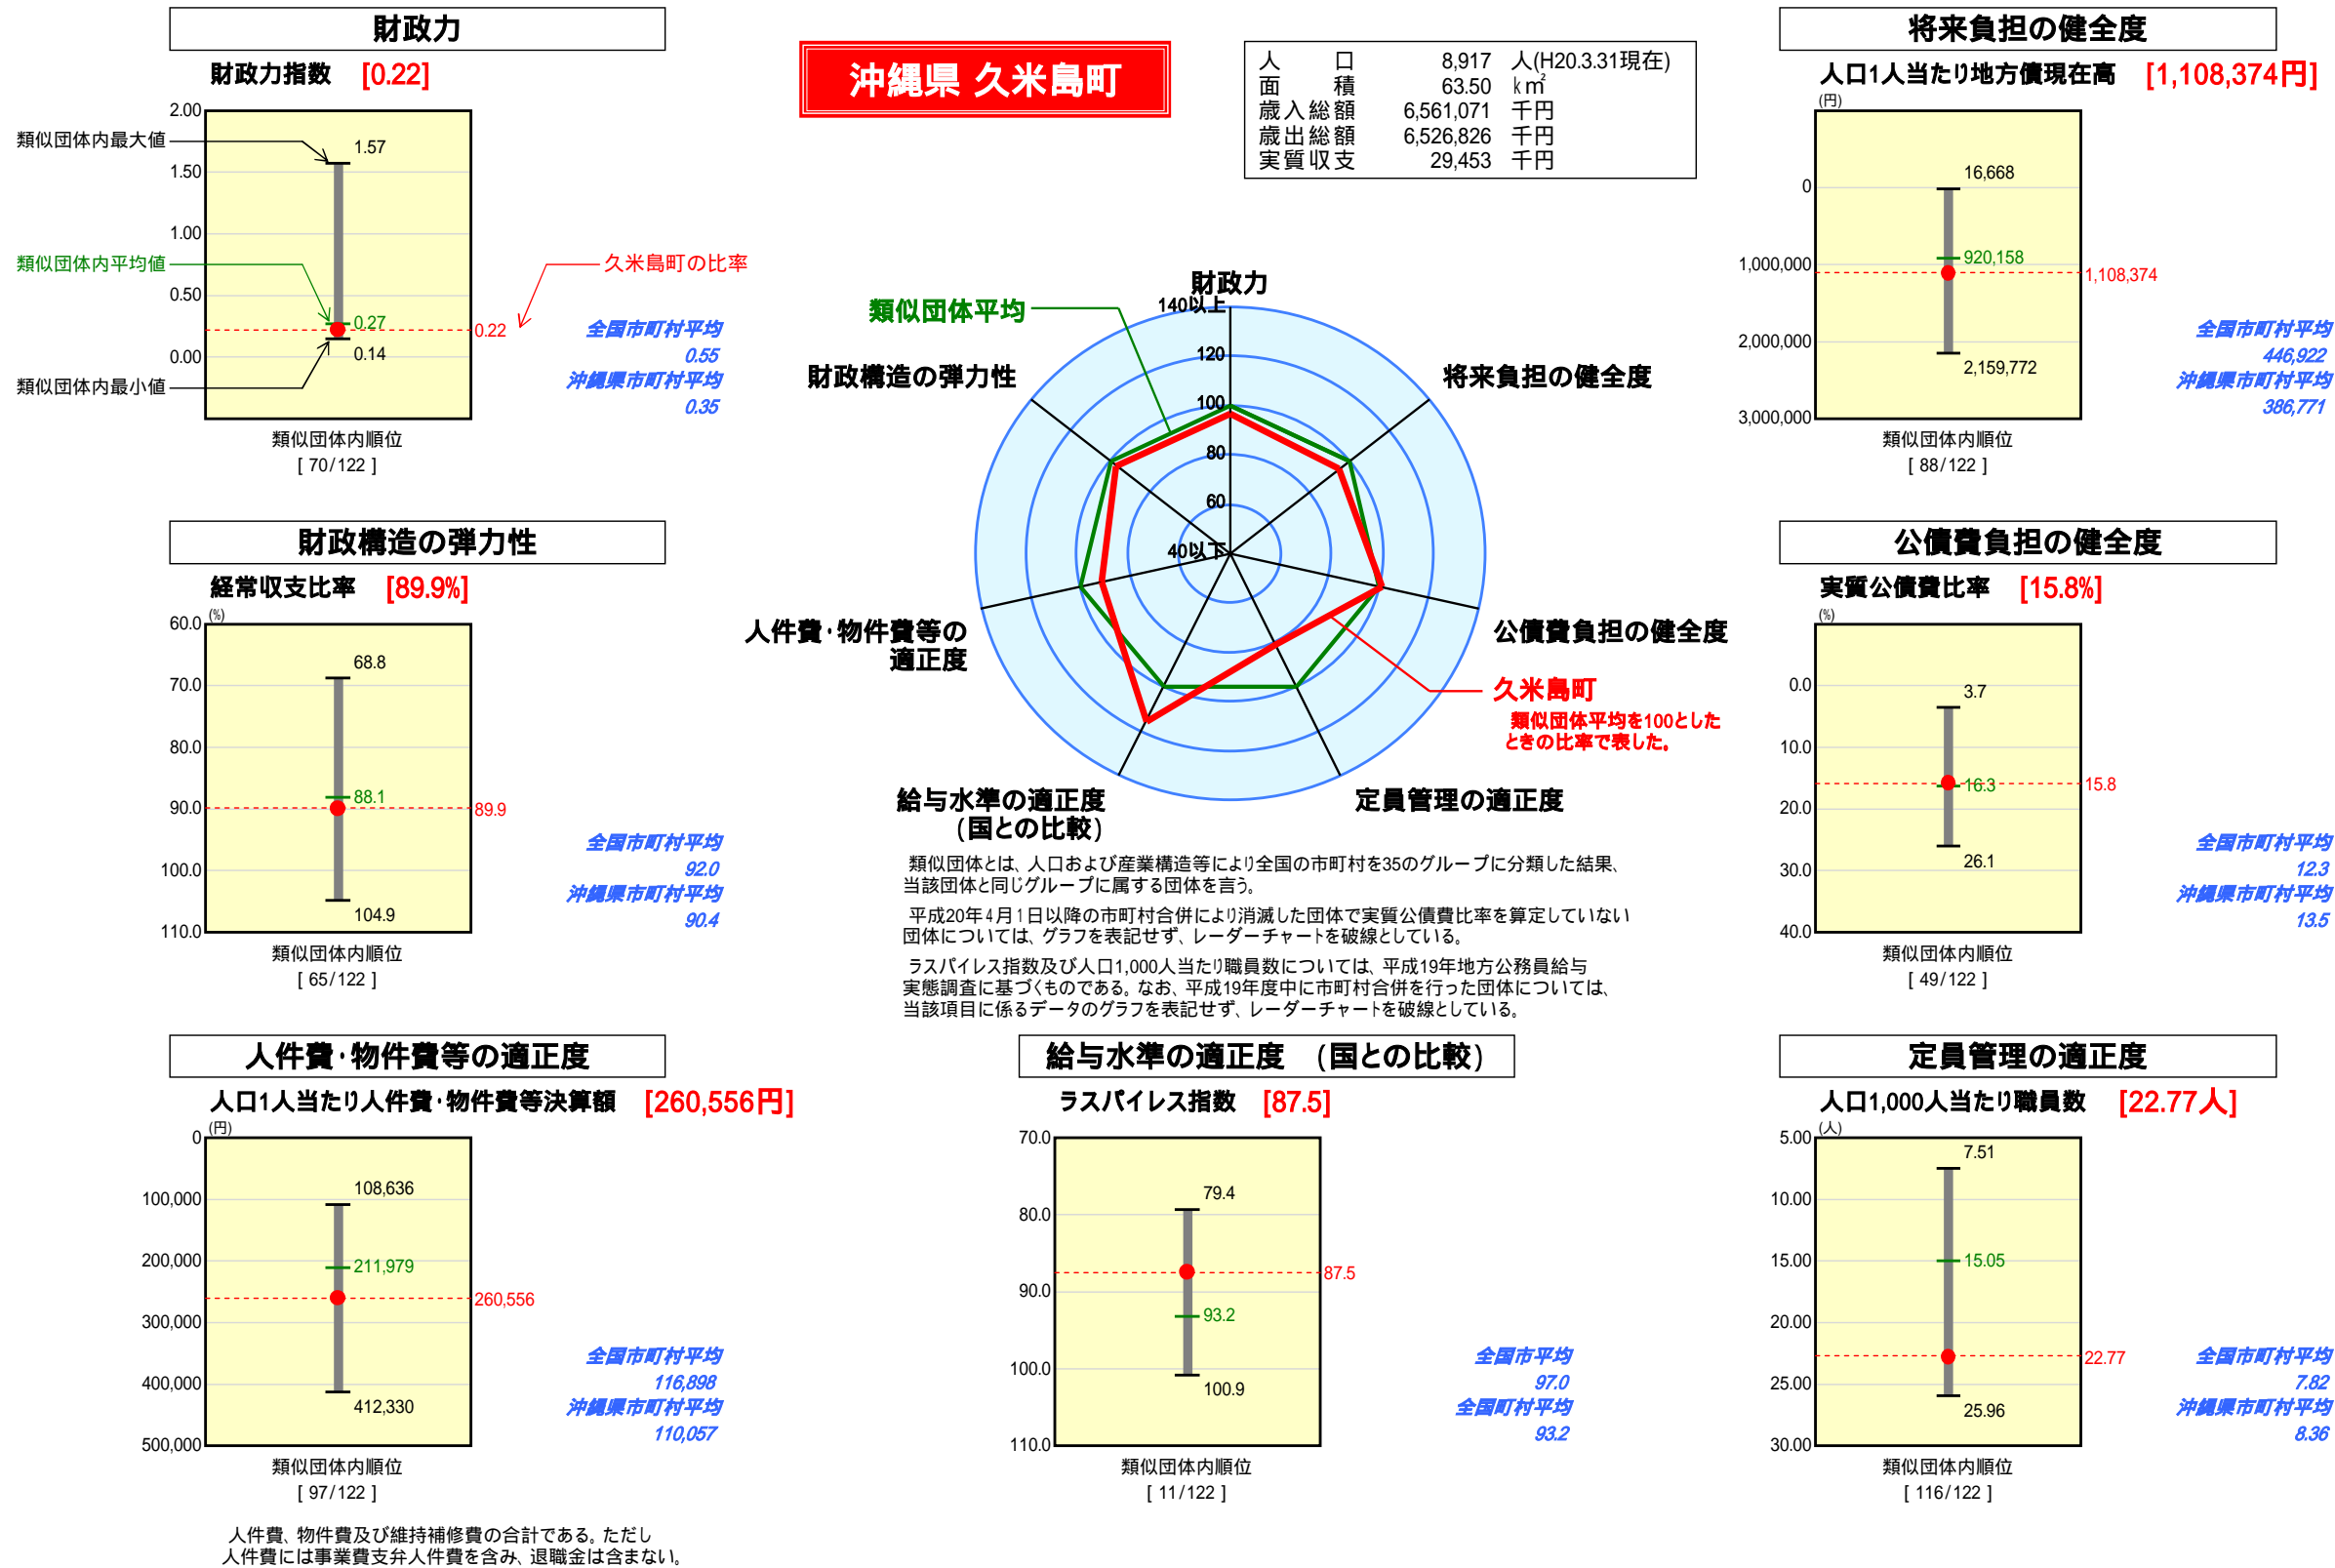 財政力
財政力指数 [0.22]
2.00
1.50
1.00
0.50
0.00
類似団体内最大値
類似団体内平均値
類似団体内最小値
1.57
0.27
0.14
0.22
久米島町の比率
全国市町村平均
0.55
沖縄県市町村平均
0.35
類似団体内順位
[ 70/122 ]
沖縄県 久米島町
人 口 8,917 人(H20.3.31現在)
面 積 63.50 k㎡
歳入総額 6,561,071 千円
歳出総額 6,526,826 千円
実質収支 29,453 千円
将来負担の健全度
人口1人当たり地方債現在高 [1,108,374円]
(円)
0
1,000,000
2,000,000
3,000,000
16,668
920,158
2,159,772
1,108,374
全国市町村平均
446,922
沖縄県市町村平均
386,771
類似団体内順位
[ 88/122 ]
財政力
140以上
120
100
80
60
40以下
類似団体平均
財政構造の弾力性
将来負担の健全度
人件費・物件費等の
適正度
公債費負担の健全度
久米島町
類似団体平均を100とした
ときの比率で表した。
給与水準の適正度
(国との比較)
定員管理の適正度
財政構造の弾力性
経常収支比率 [89.9%]
(%)
60.0
70.0
80.0
90.0
100.0
110.0
68.8
88.1
104.9
89.9
全国市町村平均
92.0
沖縄県市町村平均
90.4
類似団体内順位
[ 65/122 ]
公債費負担の健全度
実質公債費比率 [15.8%]
(%)
0.0
10.0
20.0
30.0
40.0
3.7
16.3
26.1
15.8
全国市町村平均
12.3
沖縄県市町村平均
13.5
類似団体内順位
[ 49/122 ]
類似団体とは、人口および産業構造等により全国の市町村を35のグループに分類した結果、
当該団体と同じグループに属する団体を言う。
平成20年4月1日以降の市町村合併により消滅した団体で実質公債費比率を算定していない
団体については、グラフを表記せず、レーダーチャートを破線としている。
ラスパイレス指数及び人口1,000人当たり職員数については、平成19年地方公務員給与
実態調査に基づくものである。なお、平成19年度中に市町村合併を行った団体については、
当該項目に係るデータのグラフを表記せず、レーダーチャートを破線としている。
人件費・物件費等の適正度
人口1人当たり人件費・物件費等決算額 [260,556円]
(円)
0
100,000
200,000
300,000
400,000
500,000
108,636
211,979
412,330
260,556
全国市町村平均
116,898
沖縄県市町村平均
110,057
類似団体内順位
[ 97/122 ]
人件費、物件費及び維持補修費の合計である。ただし
人件費には事業費支弁人件費を含み、退職金は含まない。
給与水準の適正度 (国との比較)
ラスパイレス指数 [87.5]
70.0
80.0
90.0
100.0
110.0
79.4
93.2
100.9
87.5
全国市平均
97.0
全国町村平均
93.2
類似団体内順位
[ 11/122 ]
定員管理の適正度
人口1,000人当たり職員数 [22.77人]
(人)
5.00
10.00
15.00
20.00
25.00
30.00
7.51
15.05
25.96
22.77
全国市町村平均
7.82
沖縄県市町村平均
8.36
類似団体内順位
[ 116/122 ]